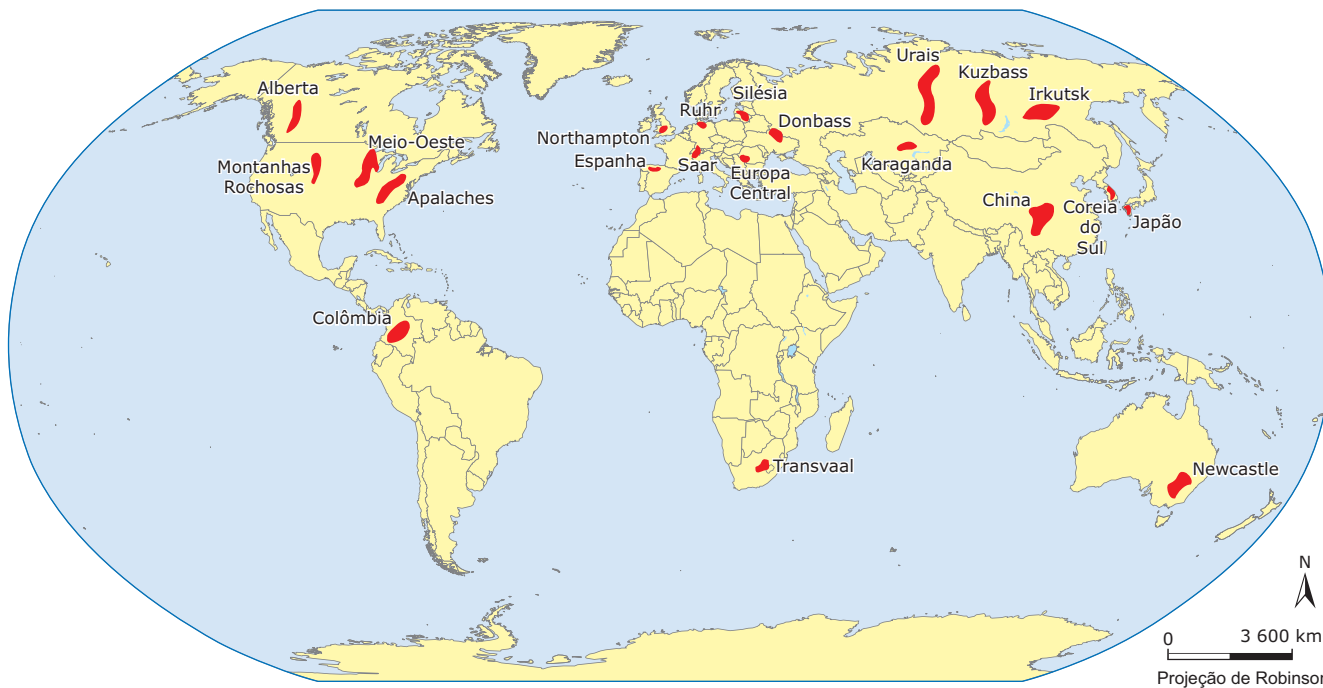 Urais
Kuzbass
Irkutsk
Alberta
Silésia
Ruhr
Donbass
Northampton
Meio-Oeste
Espanha
Saar
Europa
Central
Karaganda
Montanhas
Rochosas
Apalaches
China
Coreia
do
Sul
Japão
Colômbia
Transvaal
Newcastle
N
0 3 600 km
Projeção de Robinson